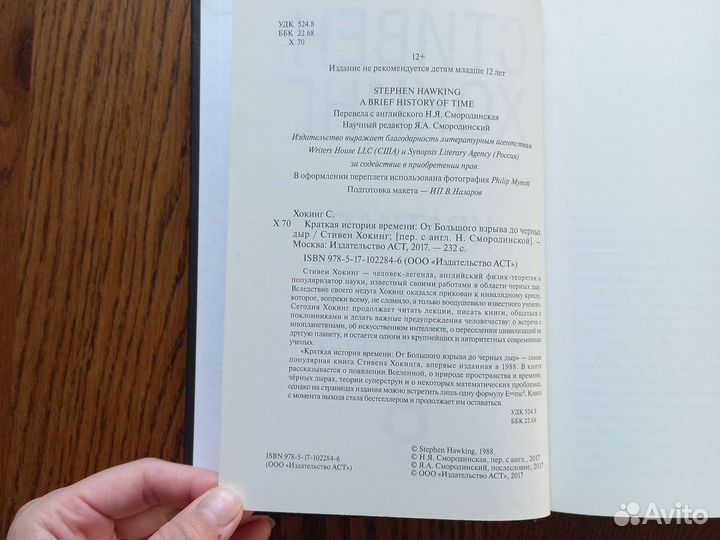 УДК 524.8
ББК 22.68
Х 70
12+
Издание не рекомендуется детям младше 12 лет
STEPHEN HAWKING
A BRIEF HISTORY OF TIME
Перевела с английского Н.Я. Смородинская
Научный редактор Я.А. Смородинский
Издательство выражает благодарность литературным агентствам
Writers House LLC (США) и Synopsis Literary Agency (Россия)
за содействие в приобретении прав.
В оформлении переплета использована фотография Philip Mynott
Подготовка макета — ИП В.Назаров
Хокинг С.
Х 70 Краткая история времени: От Большого взрыва до черных
дыр / Стивен Хокинг; [пер. с англ. Н. Смородинской]. –
Москва: Издательство АСТ, 2017. — 232 с.
ISBN 978-5-17-102284-6 (ООО «Издательство АСТ»)
Стивен Хокинг — человек-легенда, английский физик-теоретик и
популяризатор науки, известный своими работами в области черных дыр.
Вследствие своего недуга Хокинг оказался прикован к инвалидному креслу,
которое, вопреки всему, не сломило, а только воодушевило известного ученого.
Сегодня Хокинг продолжает читать лекции, писать книги, общаться с
поклонниками и делать важные предупреждения человечеству: о встрече с
инопланетянами, об искусственном интеллекте, о переселении цивилизаций на
другую планету, и остается одним из крупнейших и авторитетных современных
ученых.
«Краткая история времени: От Большого взрыва до черных дыр» — самая
популярная книга Стивена Хокинга, впервые изданная в 1988. В книге
рассказывается о появлении Вселенной, о природе пространства и времени,
чёрных дырах, теории суперструн и о некоторых математических проблемах,
однако на страницах издания можно встретить лишь одну формулу E=mc². Книга
с момента выхода стала бестселлером и продолжает им оставаться.
УДК 524.8
ББК 22.68
ISBN 978-5-17-102284-6
(ООО «Издательство АСТ»)
© Stephen Hawking, 1988.
© Н.Я. Смородинская, пер. с англ., 2017
© Я.А. Смородинский, послесловие, 2017
© ООО «Издательство АСТ», 2017
Avito